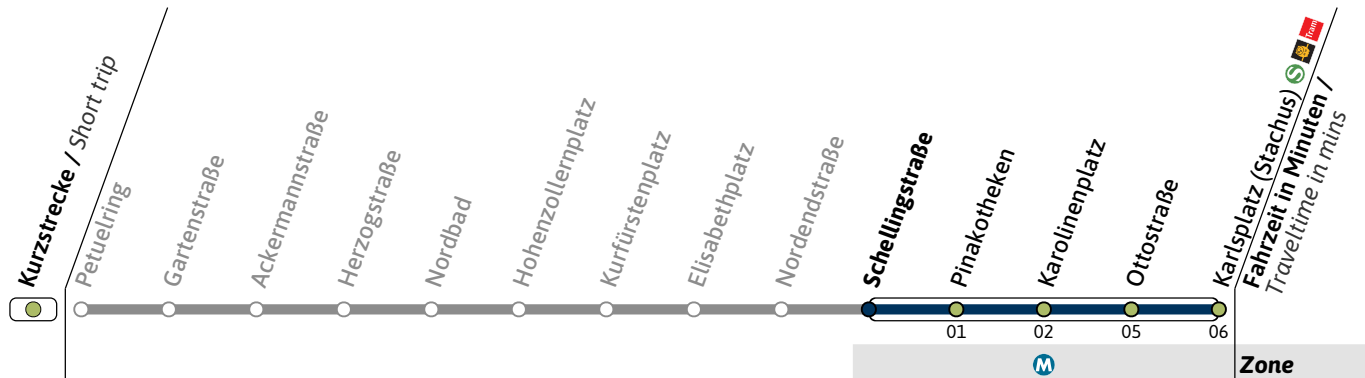 Kurzstrecke / Short trip
Petuelring
Gartenstraße
Ackermannstraße
Herzogstraße
Nordbad
Hohenzollernplatz
Kurfürstenplatz
Elisabethplatz
Nordendstraße
Schellingstraße
Pinakotheken
Karolinenplatz
Ottostraße
Karlsplatz (Stachus) S Tram
Fahrzeit in Minuten /
Traveltime in mins
01 02 05 06
M Zone